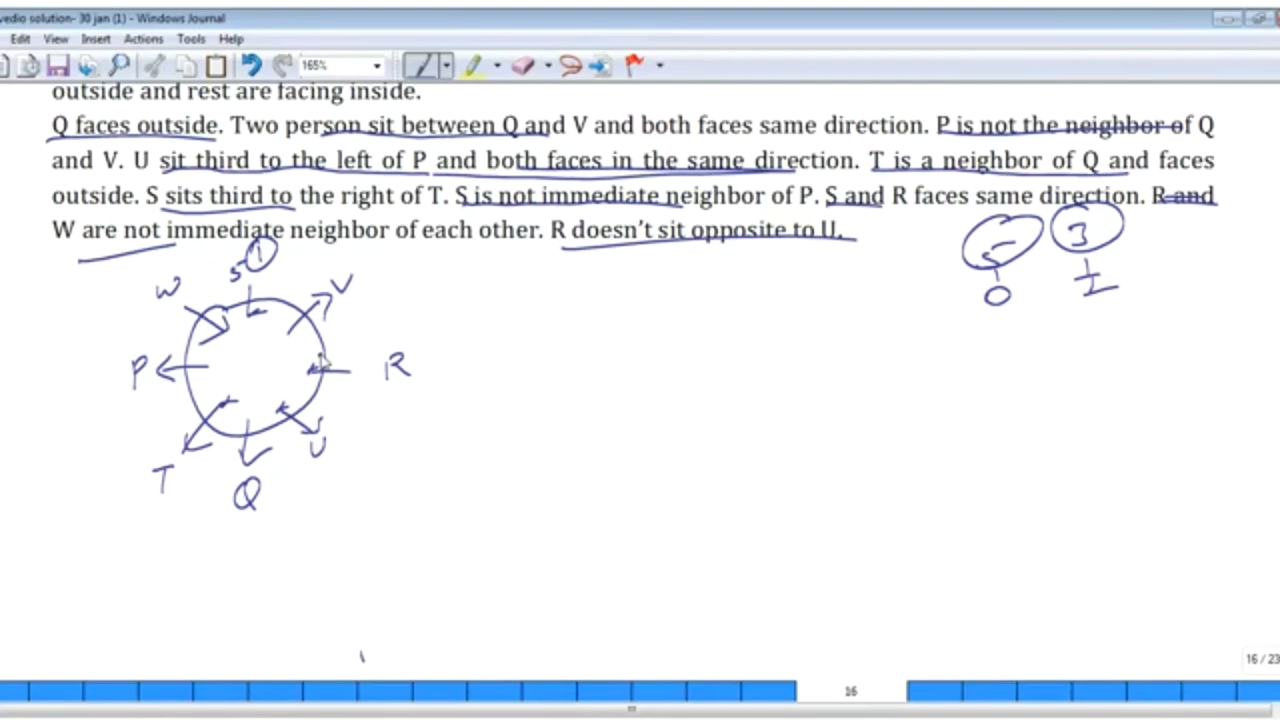 vedio solution- 30 jan (1) - Windows Journal
Edit View Insert Actions Tools Help
165%
outside and rest are facing inside.
Q faces outside. Two person sit between Q and V and both faces same direction. P is not the neighbor of Q
and V. U sit third to the left of P and both faces in the same direction. T is a neighbor of Q and faces
outside. S sits third to the right of T. S is not immediate neighbor of P. S and R faces same direction. R and
W are not immediate neighbor of each other. R doesn't sit opposite to U.
5 3
O I
W S 1 V
P R
T U
Q
16 / 23
16